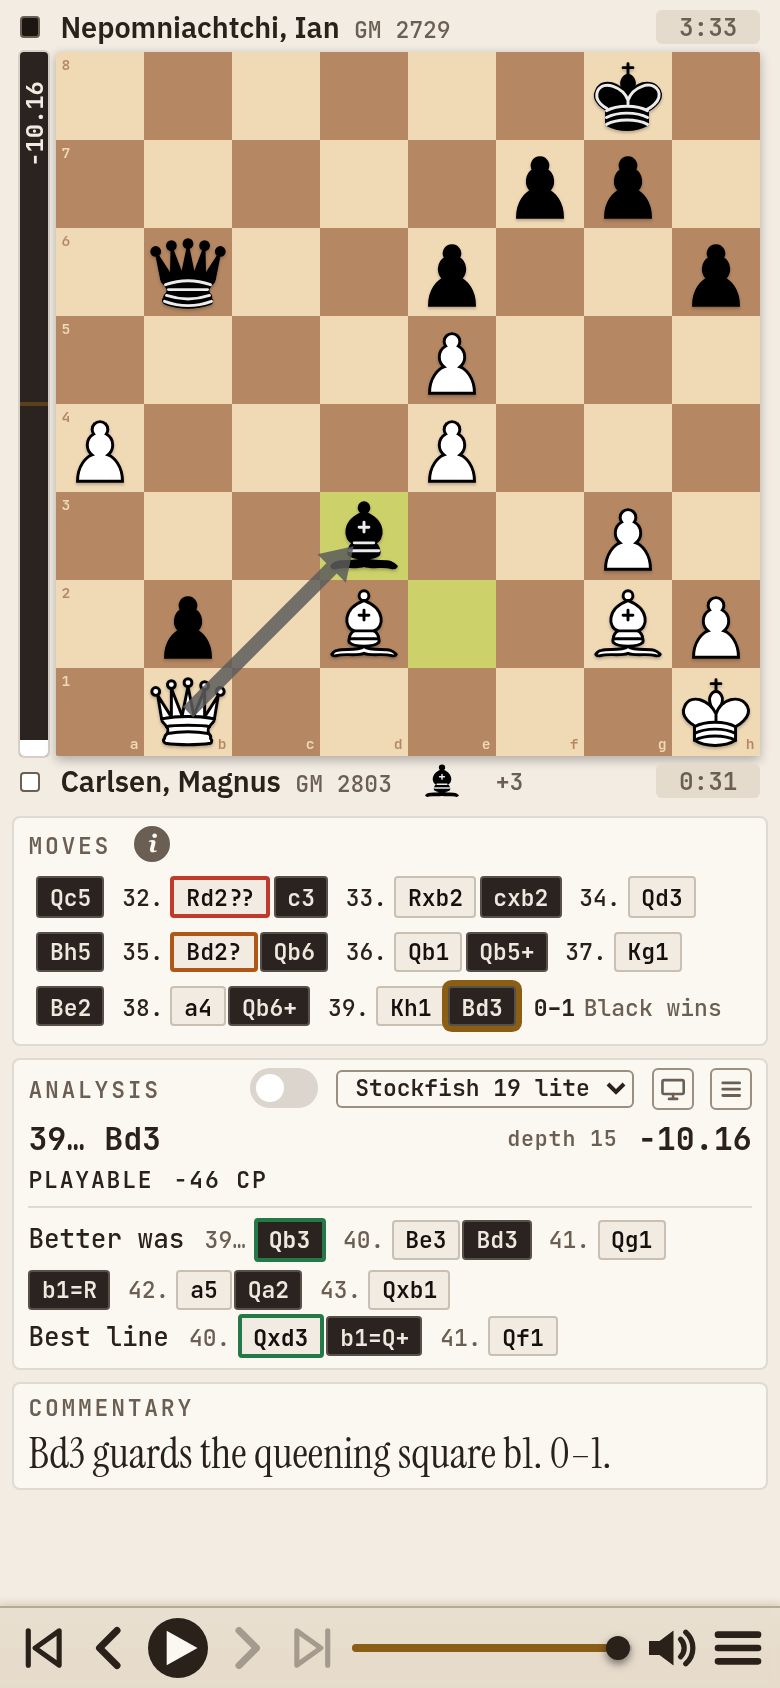 Nepomniachtchi, Ian GM 2729 3:33
-10.16
8
7
6
5
4
3
2
1
a b c d e f g h
Carlsen, Magnus GM 2803 +3 0:31
MOVES i
Qc5 32. Rd2?? c3 33. Rxb2 cxb2 34. Qd3
Bh5 35. Bd2? Qb6 36. Qb1 Qb5+ 37. Kg1
Be2 38. a4 Qb6+ 39. Kh1 Bd3 0-1 Black wins
ANALYSIS Stockfish 19 lite
39… Bd3 depth 15 -10.16
PLAYABLE -46 CP
Better was 39… Qb3 40. Be3 Bd3 41. Qg1
b1=R 42. a5 Qa2 43. Qxb1
Best line 40. Qxd3 b1=Q+ 41. Qf1
COMMENTARY
Bd3 guards the queening square b1. 0–1.